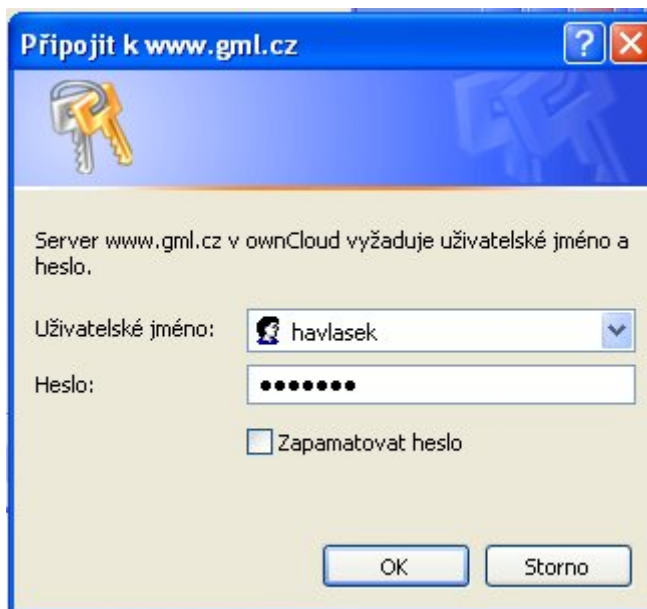 Připojit k www.gml.cz
Server www.gml.cz v ownCloud vyžaduje uživatelské jméno a
heslo.
Uživatelské jméno: havlasek
Heslo: •••••••
Zapamatovat heslo
OK Storno